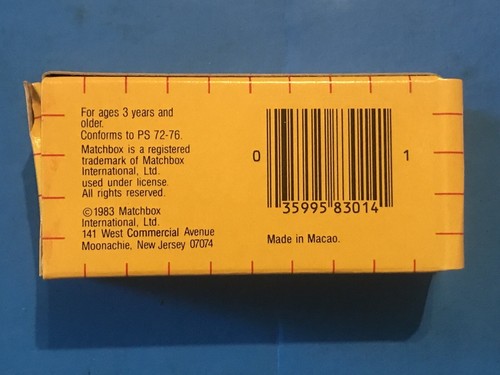 For ages 3 years and
older.
Conforms to PS 72-76.
Matchbox is a registered
trademark of Matchbox
International, Ltd.
used under license.
All rights reserved.
©1983 Matchbox
International, Ltd.
141 West Commercial Avenue
Moonachie, New Jersey 07074
0 35995 83014 1
Made in Macao.